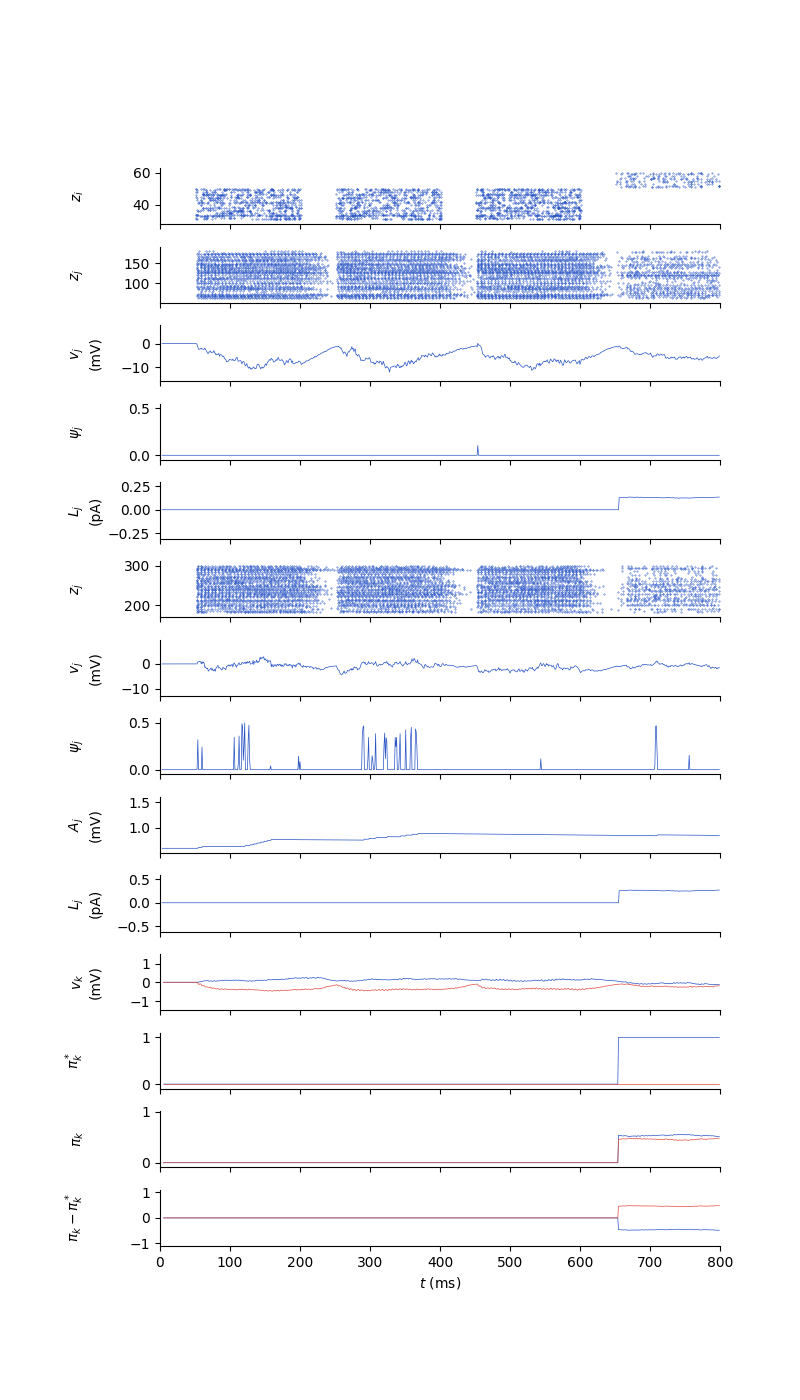 z_i
60
40
z_j
150
100
v_j
(mV)
0
−10
ψ_j
0.5
0.0
L_j
(pA)
0.25
0.00
−0.25
z_j
300
200
v_j
(mV)
0
−10
ψ_j
0.5
0.0
A_j
(mV)
1.5
1.0
L_j
(pA)
0.5
0.0
−0.5
v_k
(mV)
1
0
−1
π_k^*
1
0
π_k
1
0
π_k − π_k^*
1
0
−1
0 100 200 300 400 500 600 700 800
t (ms)